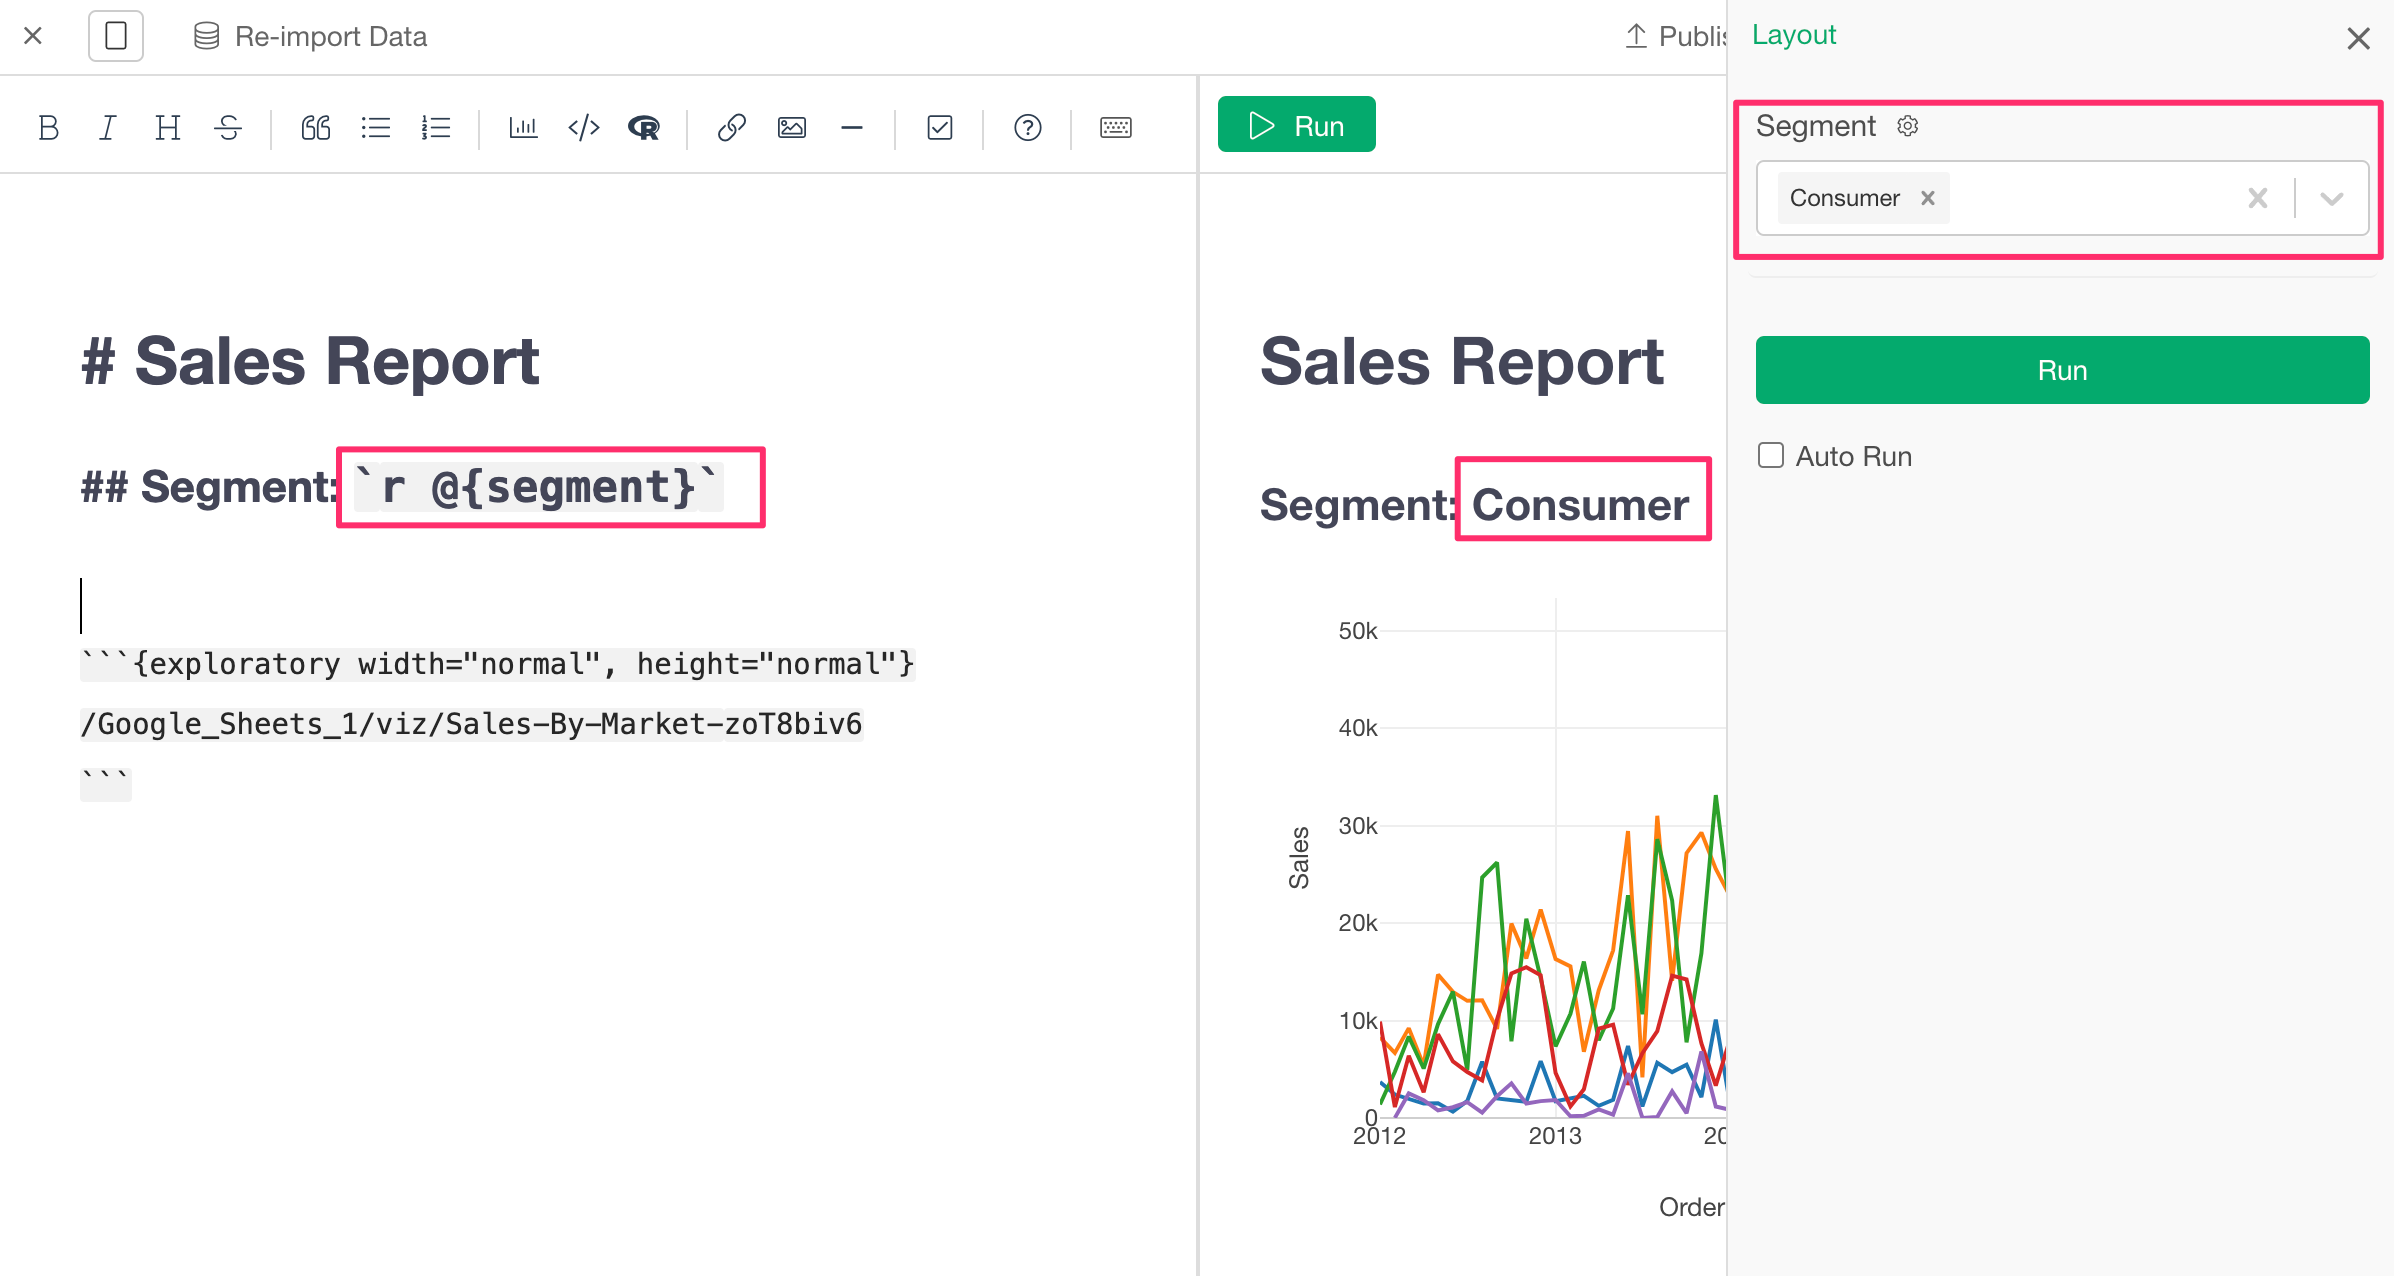 Re-import Data
Publis
Layout
B I H S
Run
Segment
Consumer
Run
Auto Run
# Sales Report
## Segment: `r @{segment}`
```{exploratory width="normal", height="normal"}
/Google_Sheets_1/viz/Sales-By-Market-zoT8biv6
```
Sales Report
Segment: Consumer
50k
40k
30k
20k
10k
0
Sales
2012
2013
20
Order